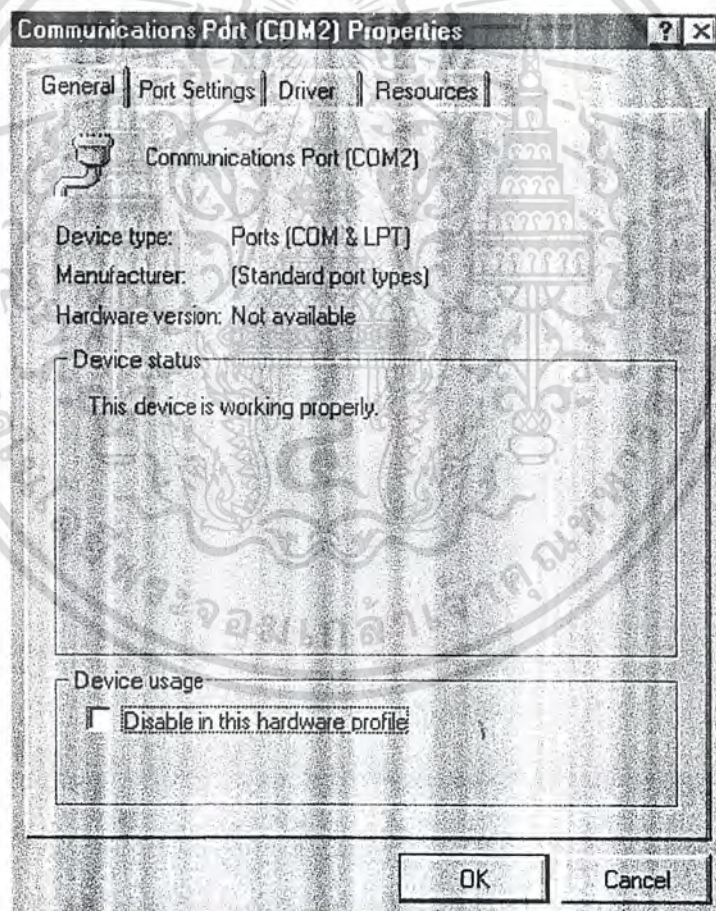 Communications Port (COM2) Properties
General Port Settings Driver Resources
Communications Port (COM2)
Device type: Ports (COM & LPT)
Manufacturer: (Standard port types)
Hardware version: Not available
Device status
This device is working properly.
Device usage
Disable in this hardware profile
OK Cancel